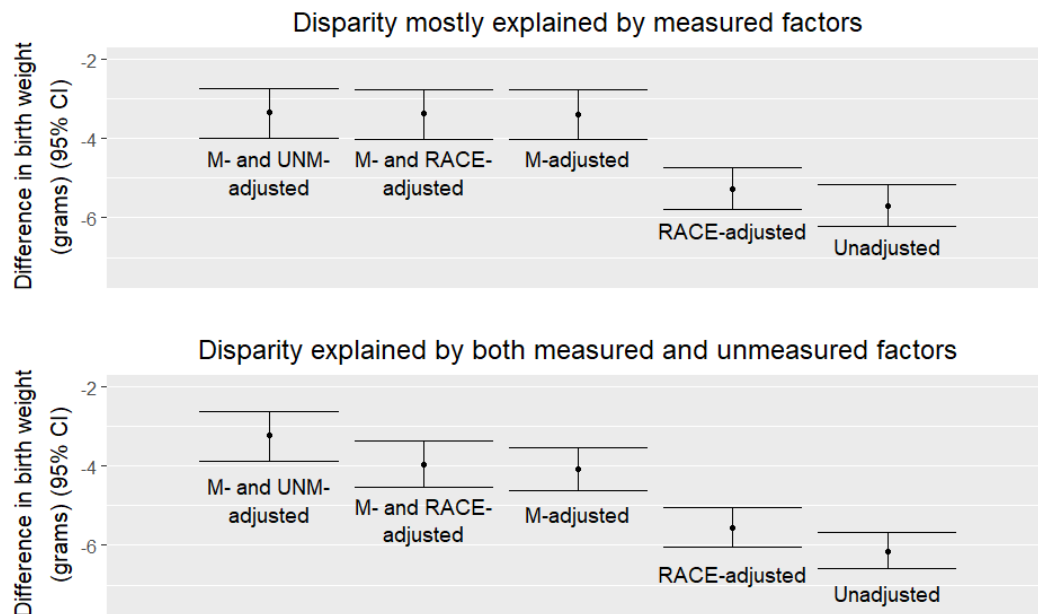 Disparity mostly explained by measured factors
Difference in birth weight
(grams) (95% CI)
-2
-4
-6
M- and UNM-
adjusted
M- and RACE-
adjusted
M-adjusted
RACE-adjusted
Unadjusted
Disparity explained by both measured and unmeasured factors
Difference in birth weight
(grams) (95% CI)
-2
-4
-6
M- and UNM-
adjusted
M- and RACE-
adjusted
M-adjusted
RACE-adjusted
Unadjusted